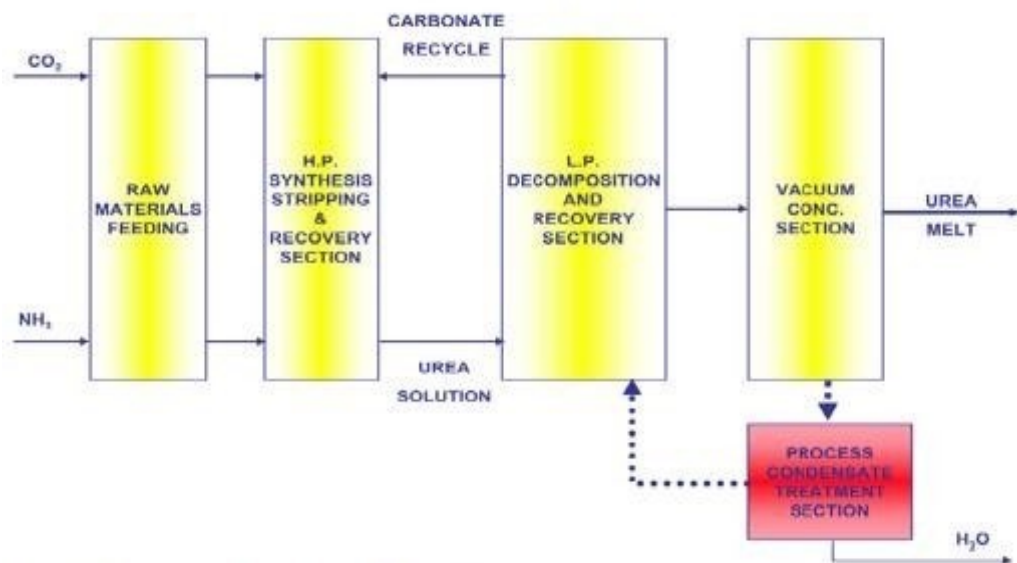 CARBONATE
RECYCLE
CO₂
RAW
MATERIALS
FEEDING
H.P.
SYNTHESIS
STRIPPING
&
RECOVERY
SECTION
L.P.
DECOMPOSITION
AND
RECOVERY
SECTION
VACUUM
CONC.
SECTION
UREA
MELT
NH₃
UREA
SOLUTION
PROCESS
CONDENSATE
TREATMENT
SECTION
H₂O